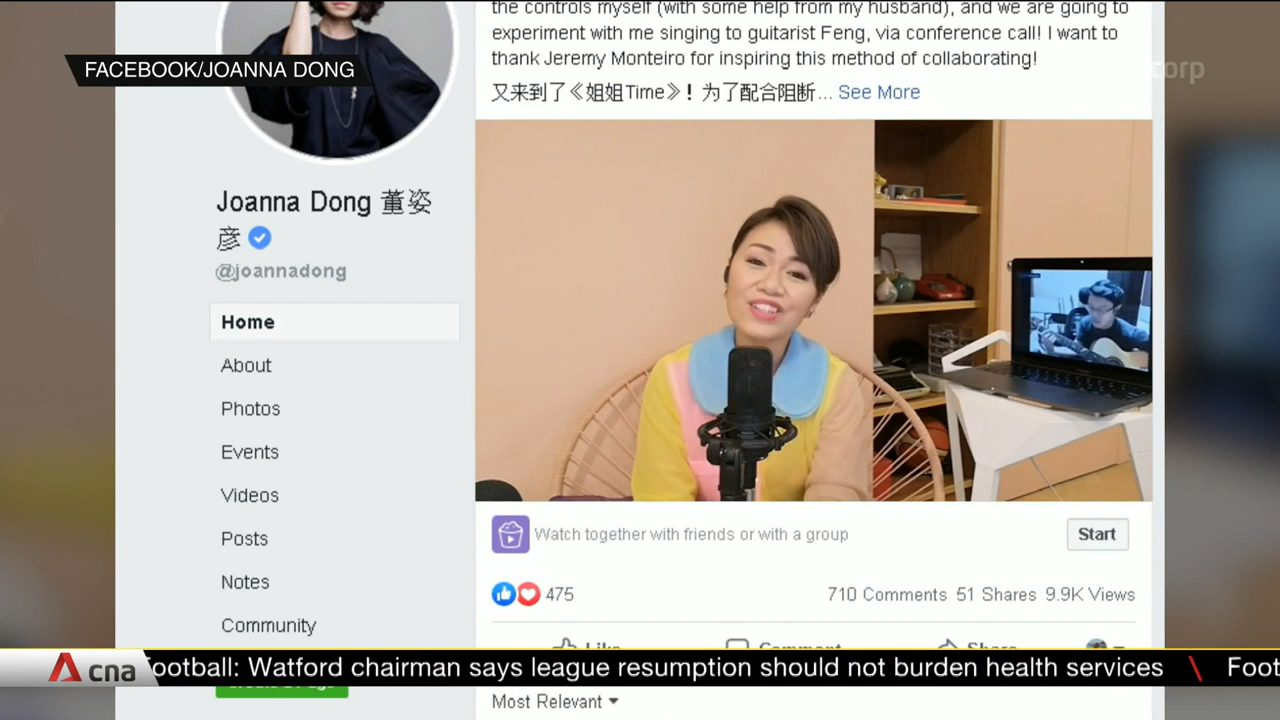 the controls myself (with some help from my husband), and we are going to
experiment with me singing to guitarist Feng, via conference call! I want to
thank Jeremy Monteiro for inspiring this method of collaborating!
又来到了《姐姐Time》！为了配合阻断... See More
FACEBOOK/JOANNA DONG
corp
Joanna Dong 董姿
彦
@joannadong
Home
About
Photos
Events
Videos
Posts
Notes
Community
Watch together with friends or with a group
Start
475
710 Comments 51 Shares 9.9K Views
Like
Comment
Share
cna
Football: Watford chairman says league resumption should not burden health services \ Foot
Most Relevant